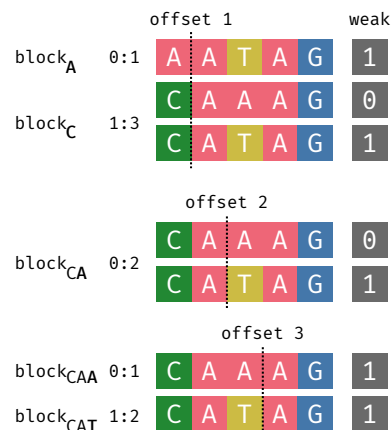 offset 1 weak
block_A 0:1 A A T A G 1
C A A A G 0
block_C 1:3
C A T A G 1
offset 2
C A A A G 0
block_CA 0:2
C A T A G 1
offset 3
block_CAA 0:1 C A A A G 1
block_CAT 1:2 C A T A G 1